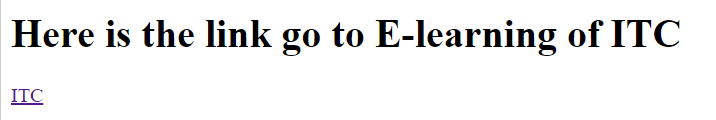 Here is the link go to E-learning of ITC
ITC